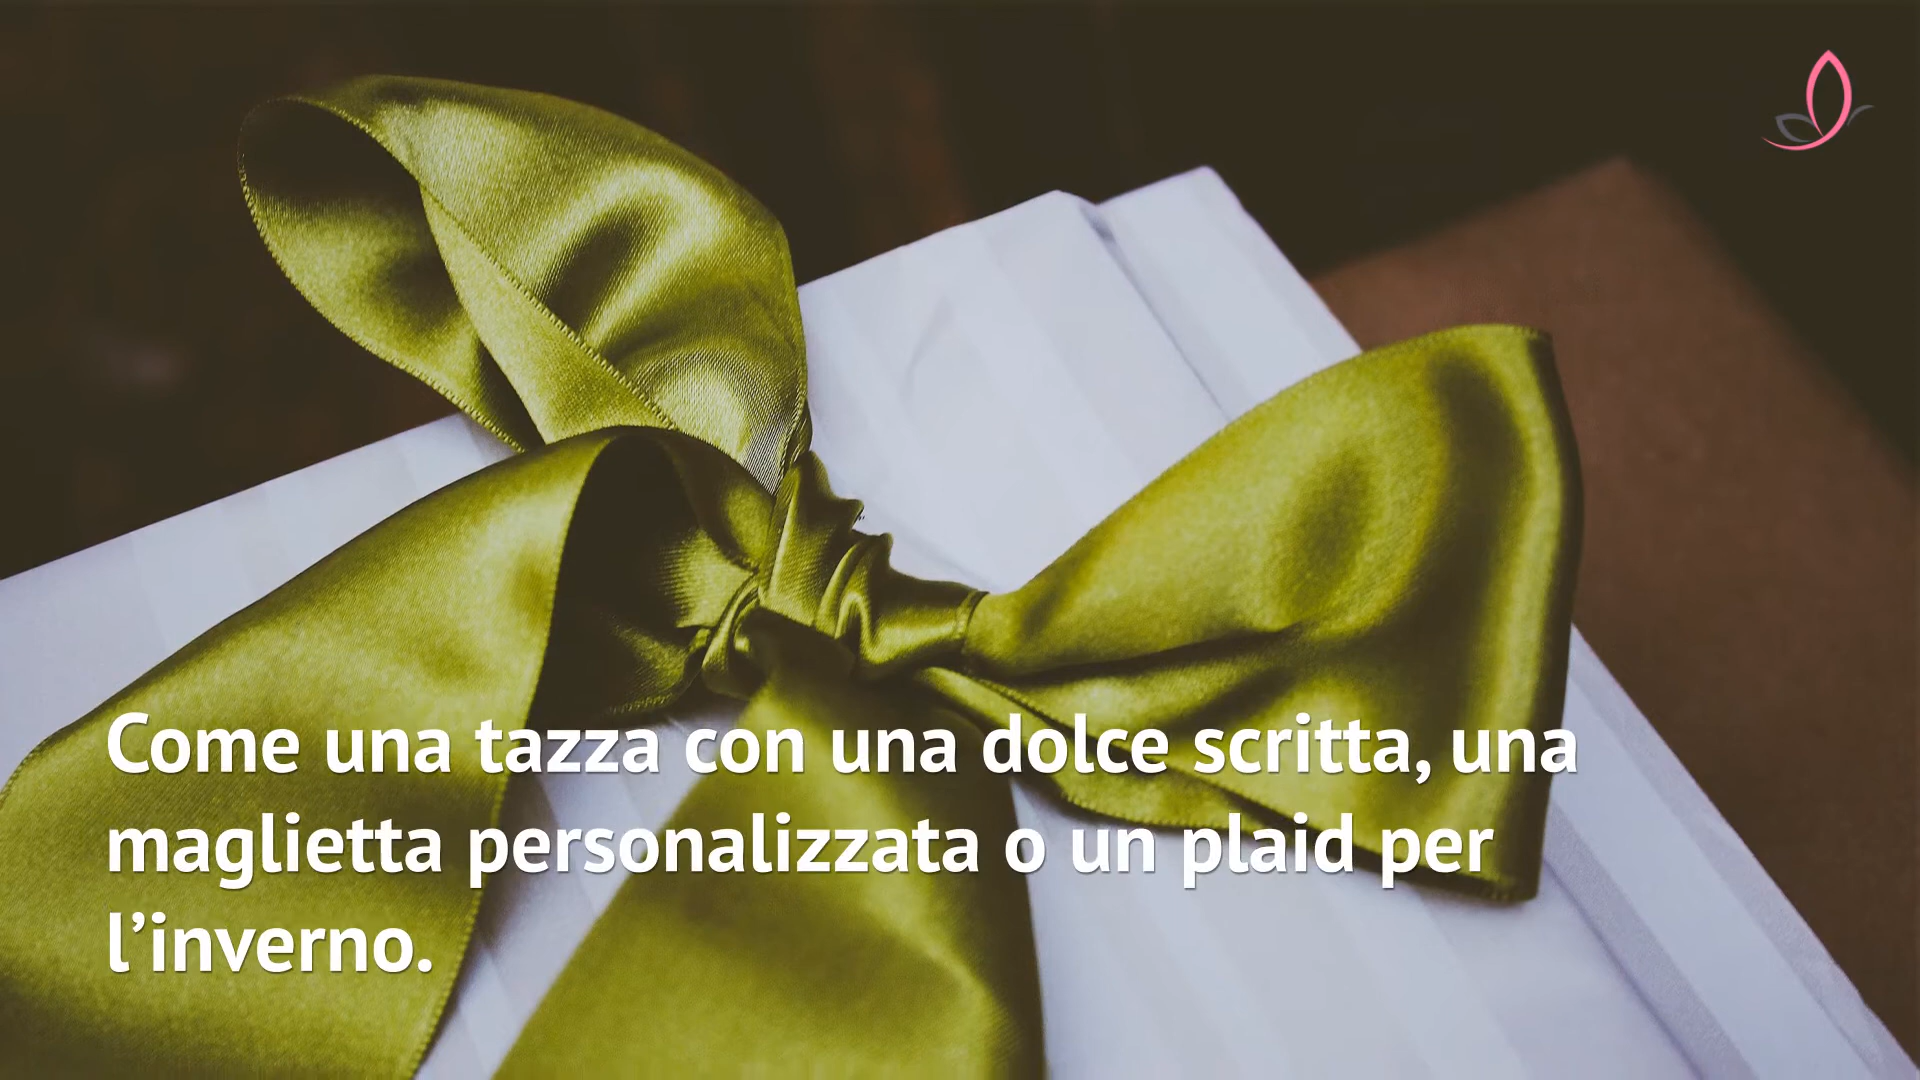 Come una tazza con una dolce scritta, una
maglietta personalizzata o un plaid per
l’inverno.